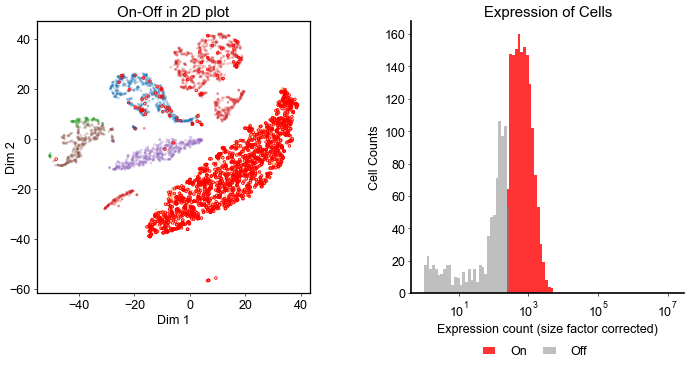 On-Off in 2D plot
40
20
0
−20
−40
−60
Dim 2
−40 −20 0 20 40
Dim 1
Expression of Cells
160
140
120
100
80
60
40
20
0
Cell Counts
10^1 10^3 10^5 10^7
Expression count (size factor corrected)
On Off